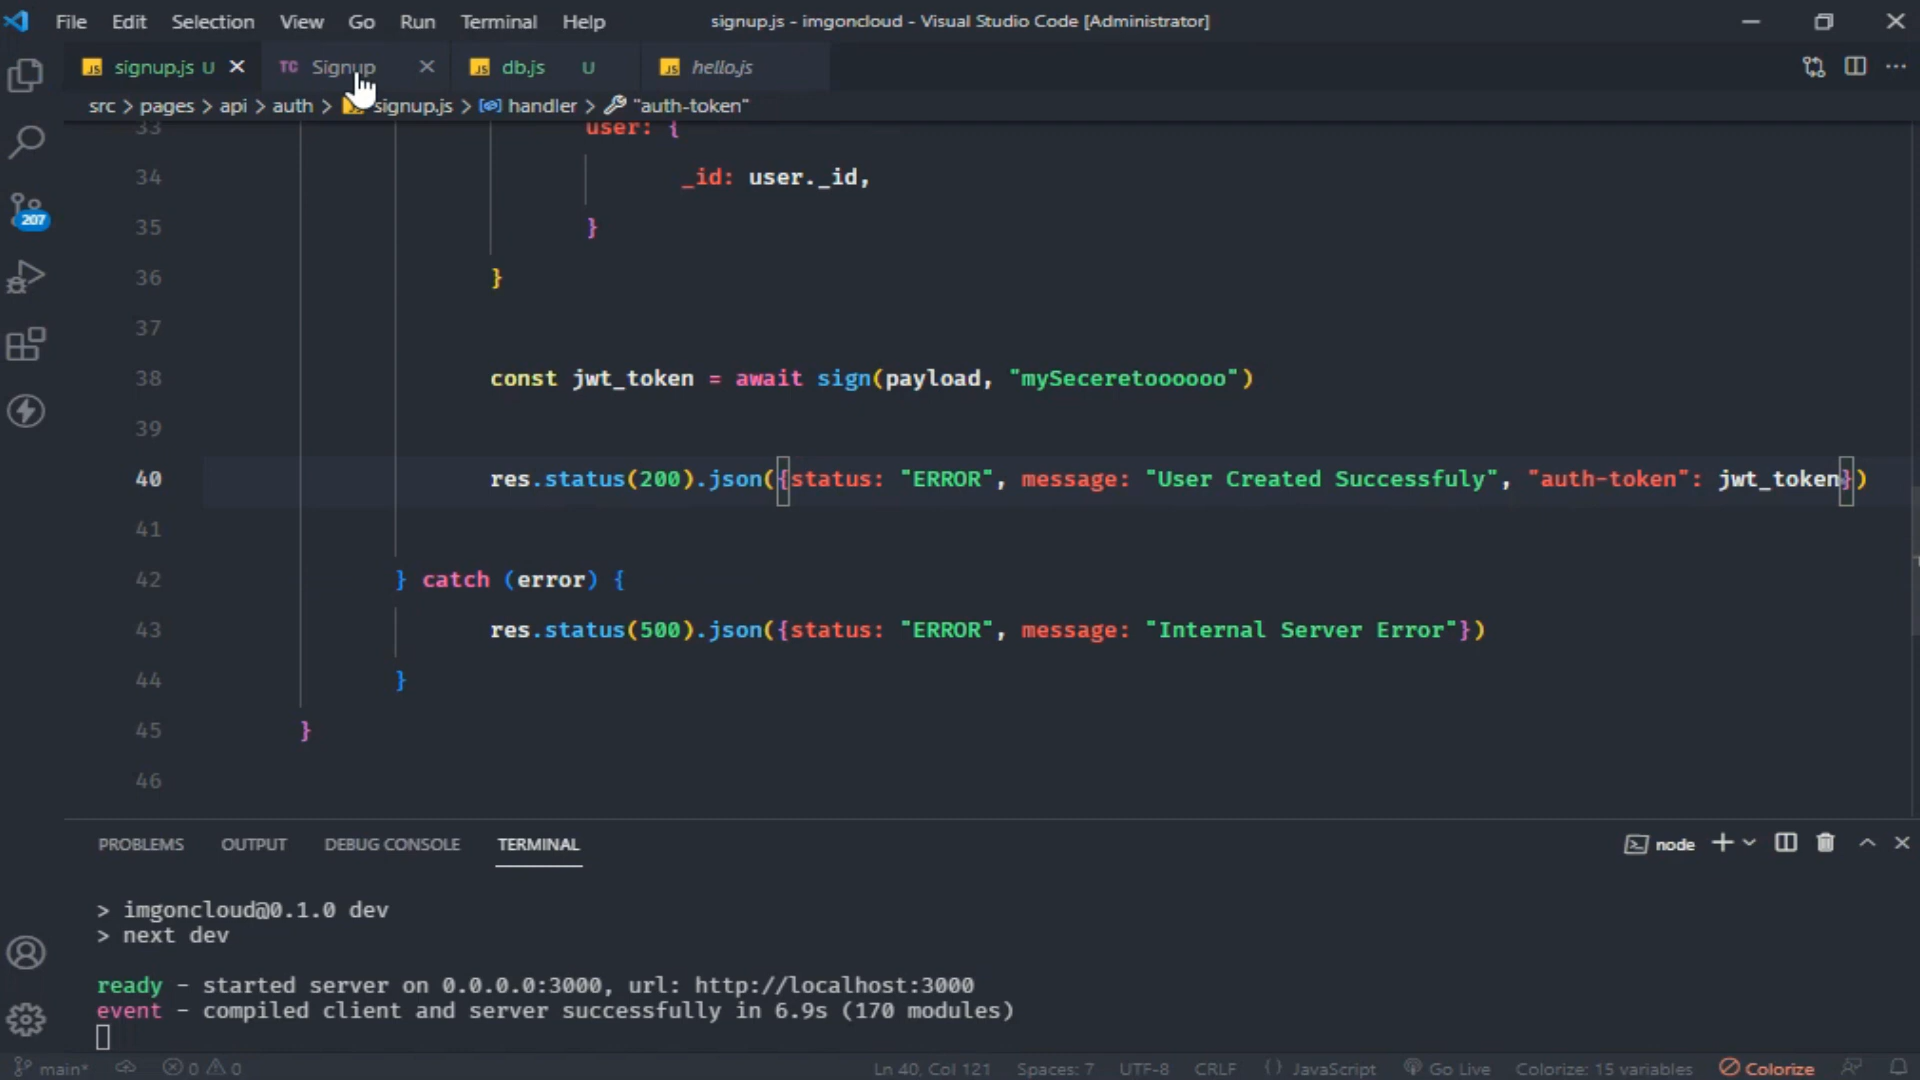 File Edit Selection View Go Run Terminal Help signup.js - imgoncloud - Visual Studio Code [Administrator]
JS signup.js U TC Signup JS db.js U JS hello.js
src > pages > api > auth > signup.js > handler > "auth-token"
33 user: {
34 _id: user._id,
35 }
36 }
37
38 const jwt_token = await sign(payload, "mySeceretoooooo")
39
40 res.status(200).json({status: "ERROR", message: "User Created Successfuly", "auth-token": jwt_token})
41
42 } catch (error) {
43 res.status(500).json({status: "ERROR", message: "Internal Server Error"})
44 }
45 }
46
207
PROBLEMS OUTPUT DEBUG CONSOLE TERMINAL node
> imgoncloud@0.1.0 dev
> next dev
ready - started server on 0.0.0.0:3000, url: http://localhost:3000
event - compiled client and server successfully in 6.9s (170 modules)
main* 0 0 Ln 40, Col 121 Spaces: 7 UTF-8 CRLF { } JavaScript Go Live Colorize: 15 variables Colorize